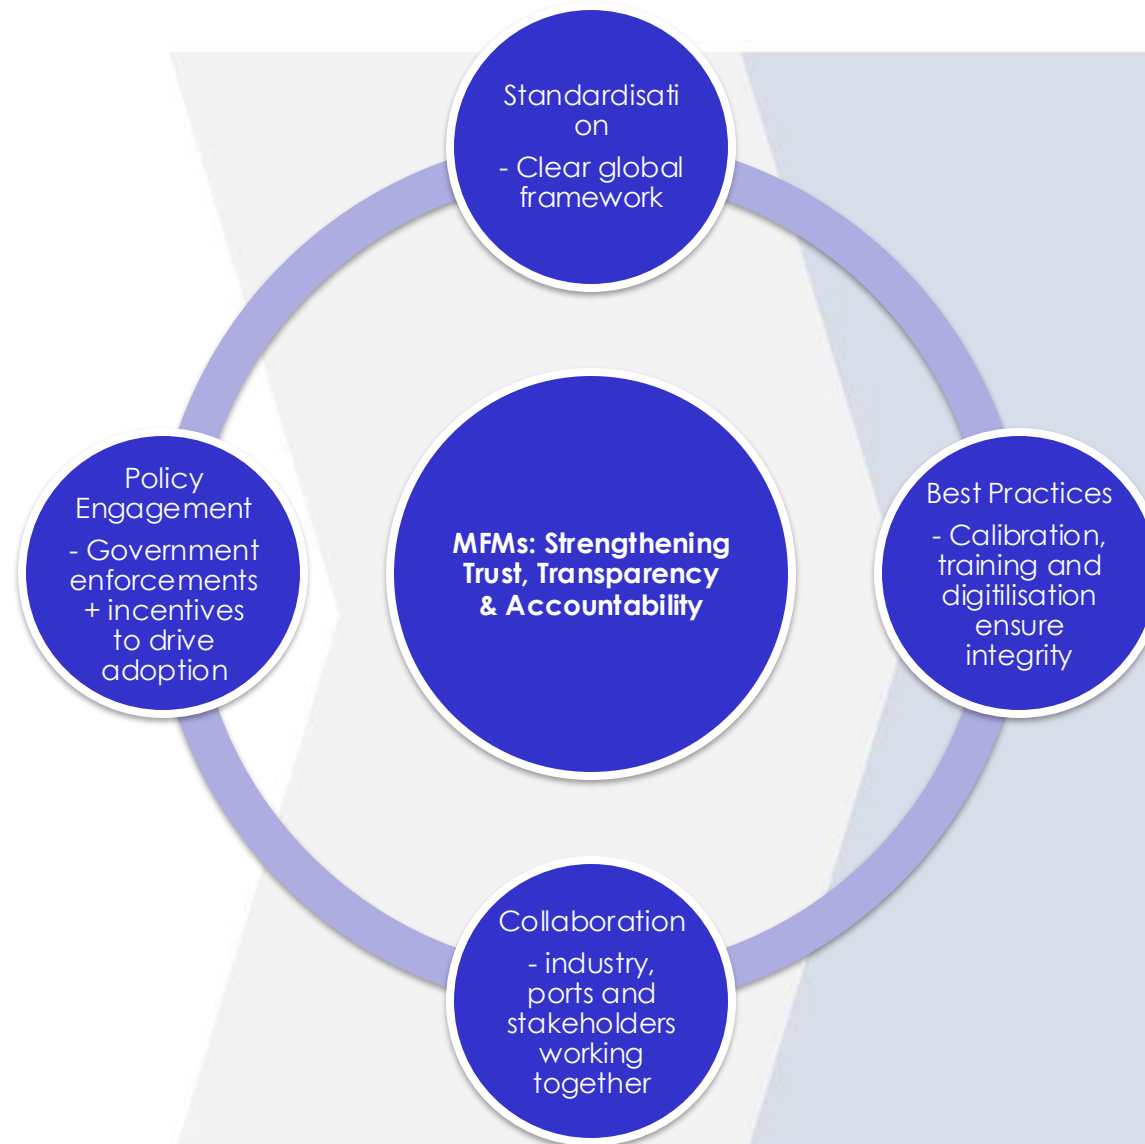 Standardisati
on
- Clear global
framework
Policy
Engagement
- Government
enforcements
+ incentives
to drive
adoption
MFMs: Strengthening
Trust, Transparency
& Accountability
Best Practices
- Calibration,
training and
digitilisation
ensure
integrity
Collaboration
- industry,
ports and
stakeholders
working
together